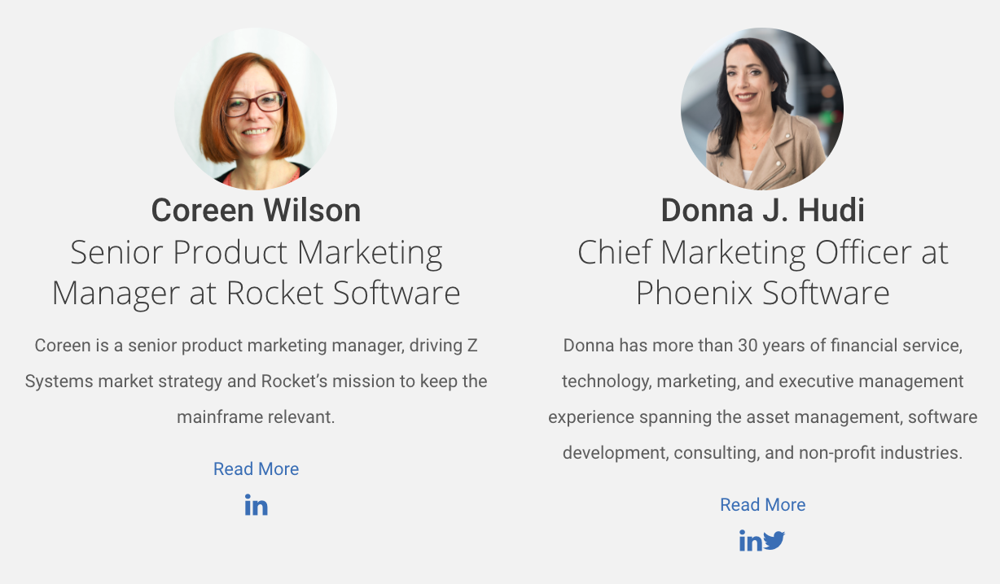 Coreen Wilson
Senior Product Marketing
Manager at Rocket Software
Coreen is a senior product marketing manager, driving Z
Systems market strategy and Rocket’s mission to keep the
mainframe relevant.
Read More
in
Donna J. Hudi
Chief Marketing Officer at
Phoenix Software
Donna has more than 30 years of financial service,
technology, marketing, and executive management
experience spanning the asset management, software
development, consulting, and non-profit industries.
Read More
in